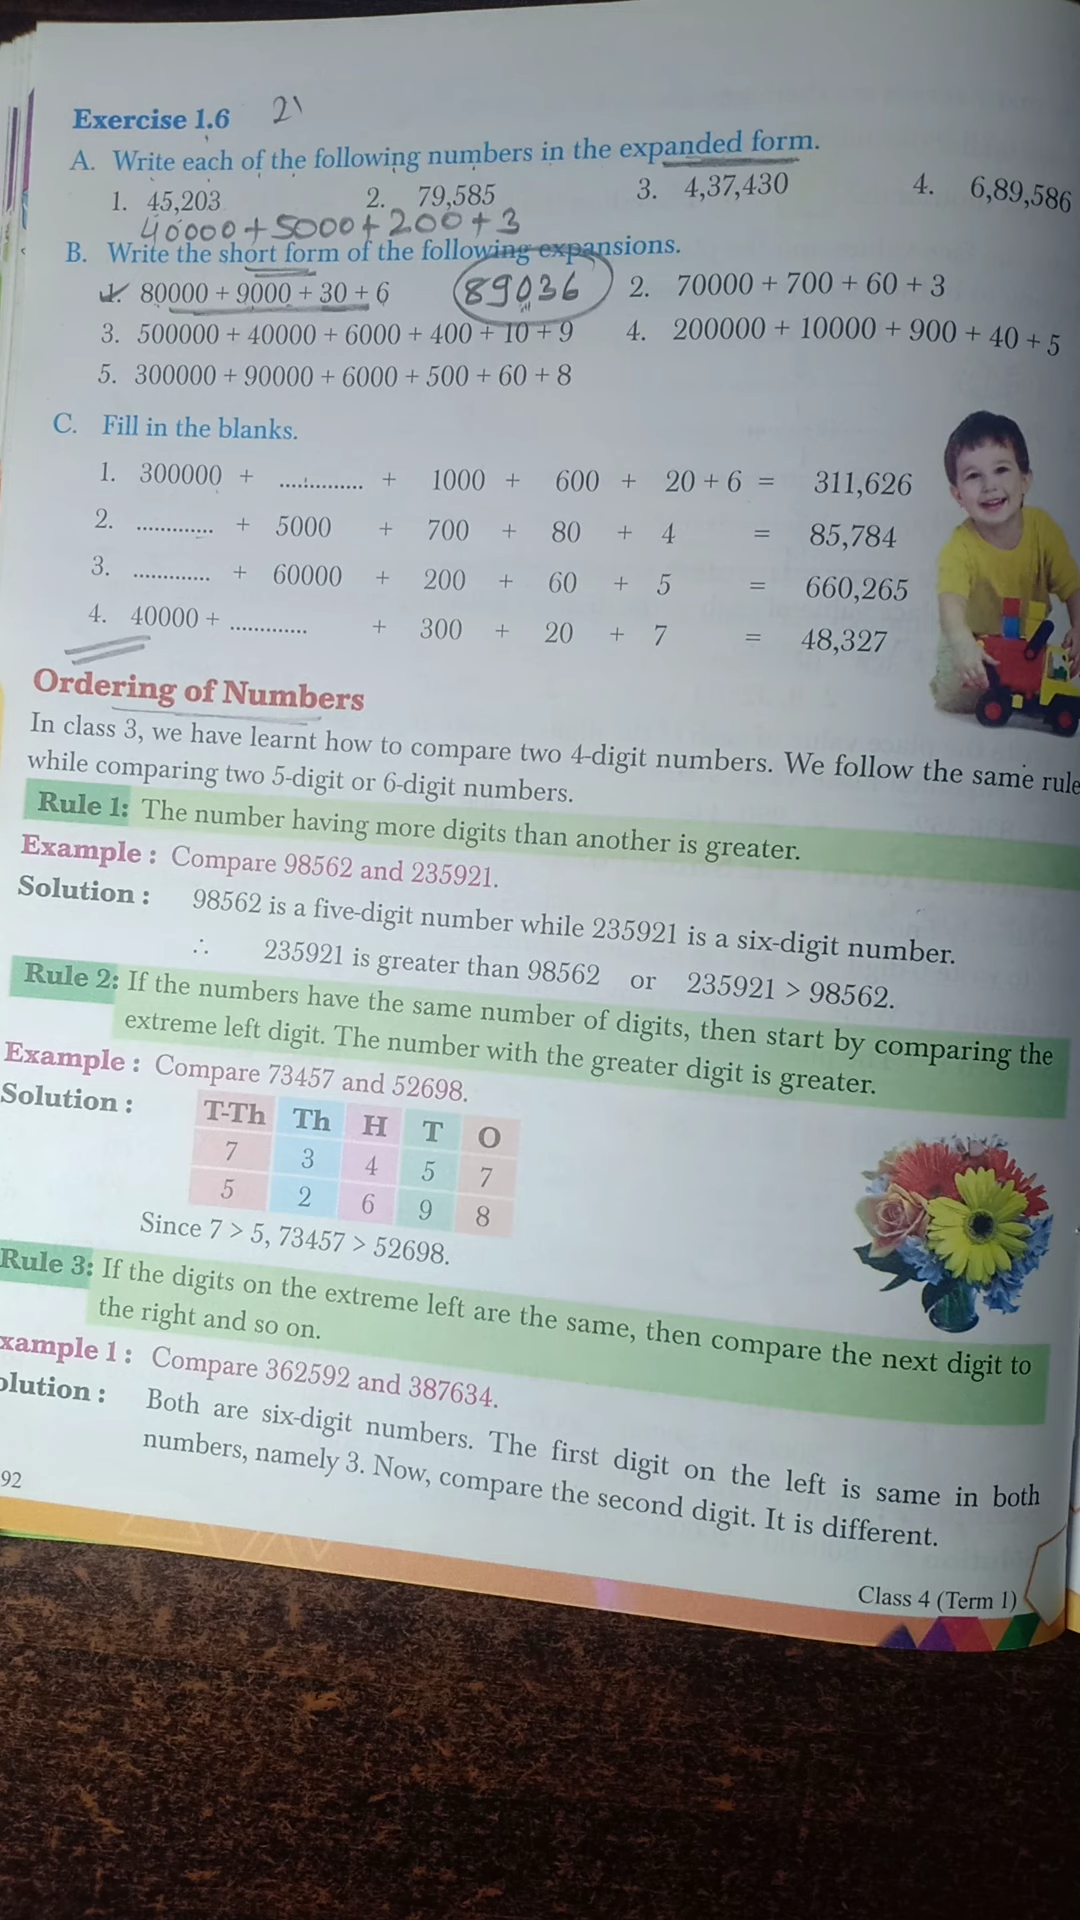 Exercise 1.6 21
A. Write each of the following numbers in the expanded form.
1. 45,203 2. 79,585 3. 4,37,430 4. 6,89,586
40000+5000+200+3
B. Write the short form of the following expansions.
1. 80000 + 9000 + 30 + 6 89036 2. 70000 + 700 + 60 + 3
3. 500000 + 40000 + 6000 + 400 + 10 + 9 4. 200000 + 10000 + 900 + 40 + 5
5. 300000 + 90000 + 6000 + 500 + 60 + 8
C. Fill in the blanks.
1. 300000 + .............. + 1000 + 600 + 20 + 6 = 311,626
2. ............. + 5000 + 700 + 80 + 4 = 85,784
3. ............. + 60000 + 200 + 60 + 5 = 660,265
4. 40000 + ............. + 300 + 20 + 7 = 48,327
Ordering of Numbers
In class 3, we have learnt how to compare two 4-digit numbers. We follow the same rule
while comparing two 5-digit or 6-digit numbers.
Rule 1: The number having more digits than another is greater.
Example : Compare 98562 and 235921.
Solution : 98562 is a five-digit number while 235921 is a six-digit number.
∴ 235921 is greater than 98562 or 235921 > 98562.
Rule 2: If the numbers have the same number of digits, then start by comparing the
extreme left digit. The number with the greater digit is greater.
Example : Compare 73457 and 52698.
Solution :
T-Th Th H T O
7 3 4 5 7
5 2 6 9 8
Since 7 > 5, 73457 > 52698.
Rule 3: If the digits on the extreme left are the same, then compare the next digit to
the right and so on.
xample 1 : Compare 362592 and 387634.
olution : Both are six-digit numbers. The first digit on the left is same in both
numbers, namely 3. Now, compare the second digit. It is different.
92
Class 4 (Term 1)